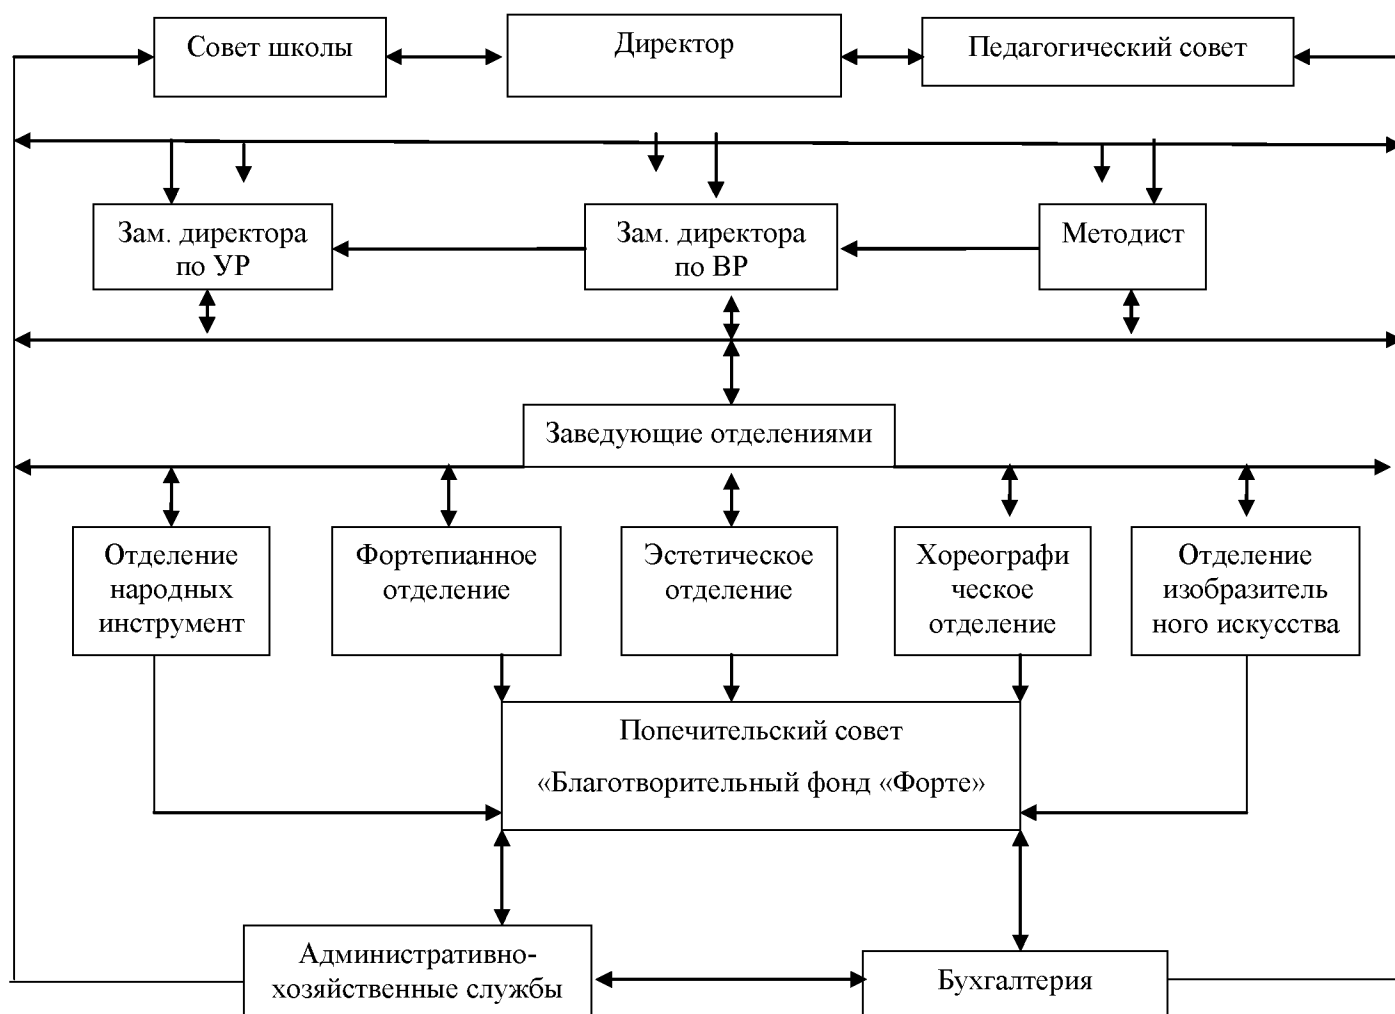 Совет школы
Директор
Педагогический совет
Зам. директора
по УР
Зам. директора
по ВР
Методист
Заведующие отделениями
Отделение
народных
инструмент
Фортепианное
отделение
Эстетическое
отделение
Хореографи
ческое
отделение
Отделение
изобразитель
ного искусства
Попечительский совет
«Благотворительный фонд «Форте»
Административно-
хозяйственные службы
Бухгалтерия